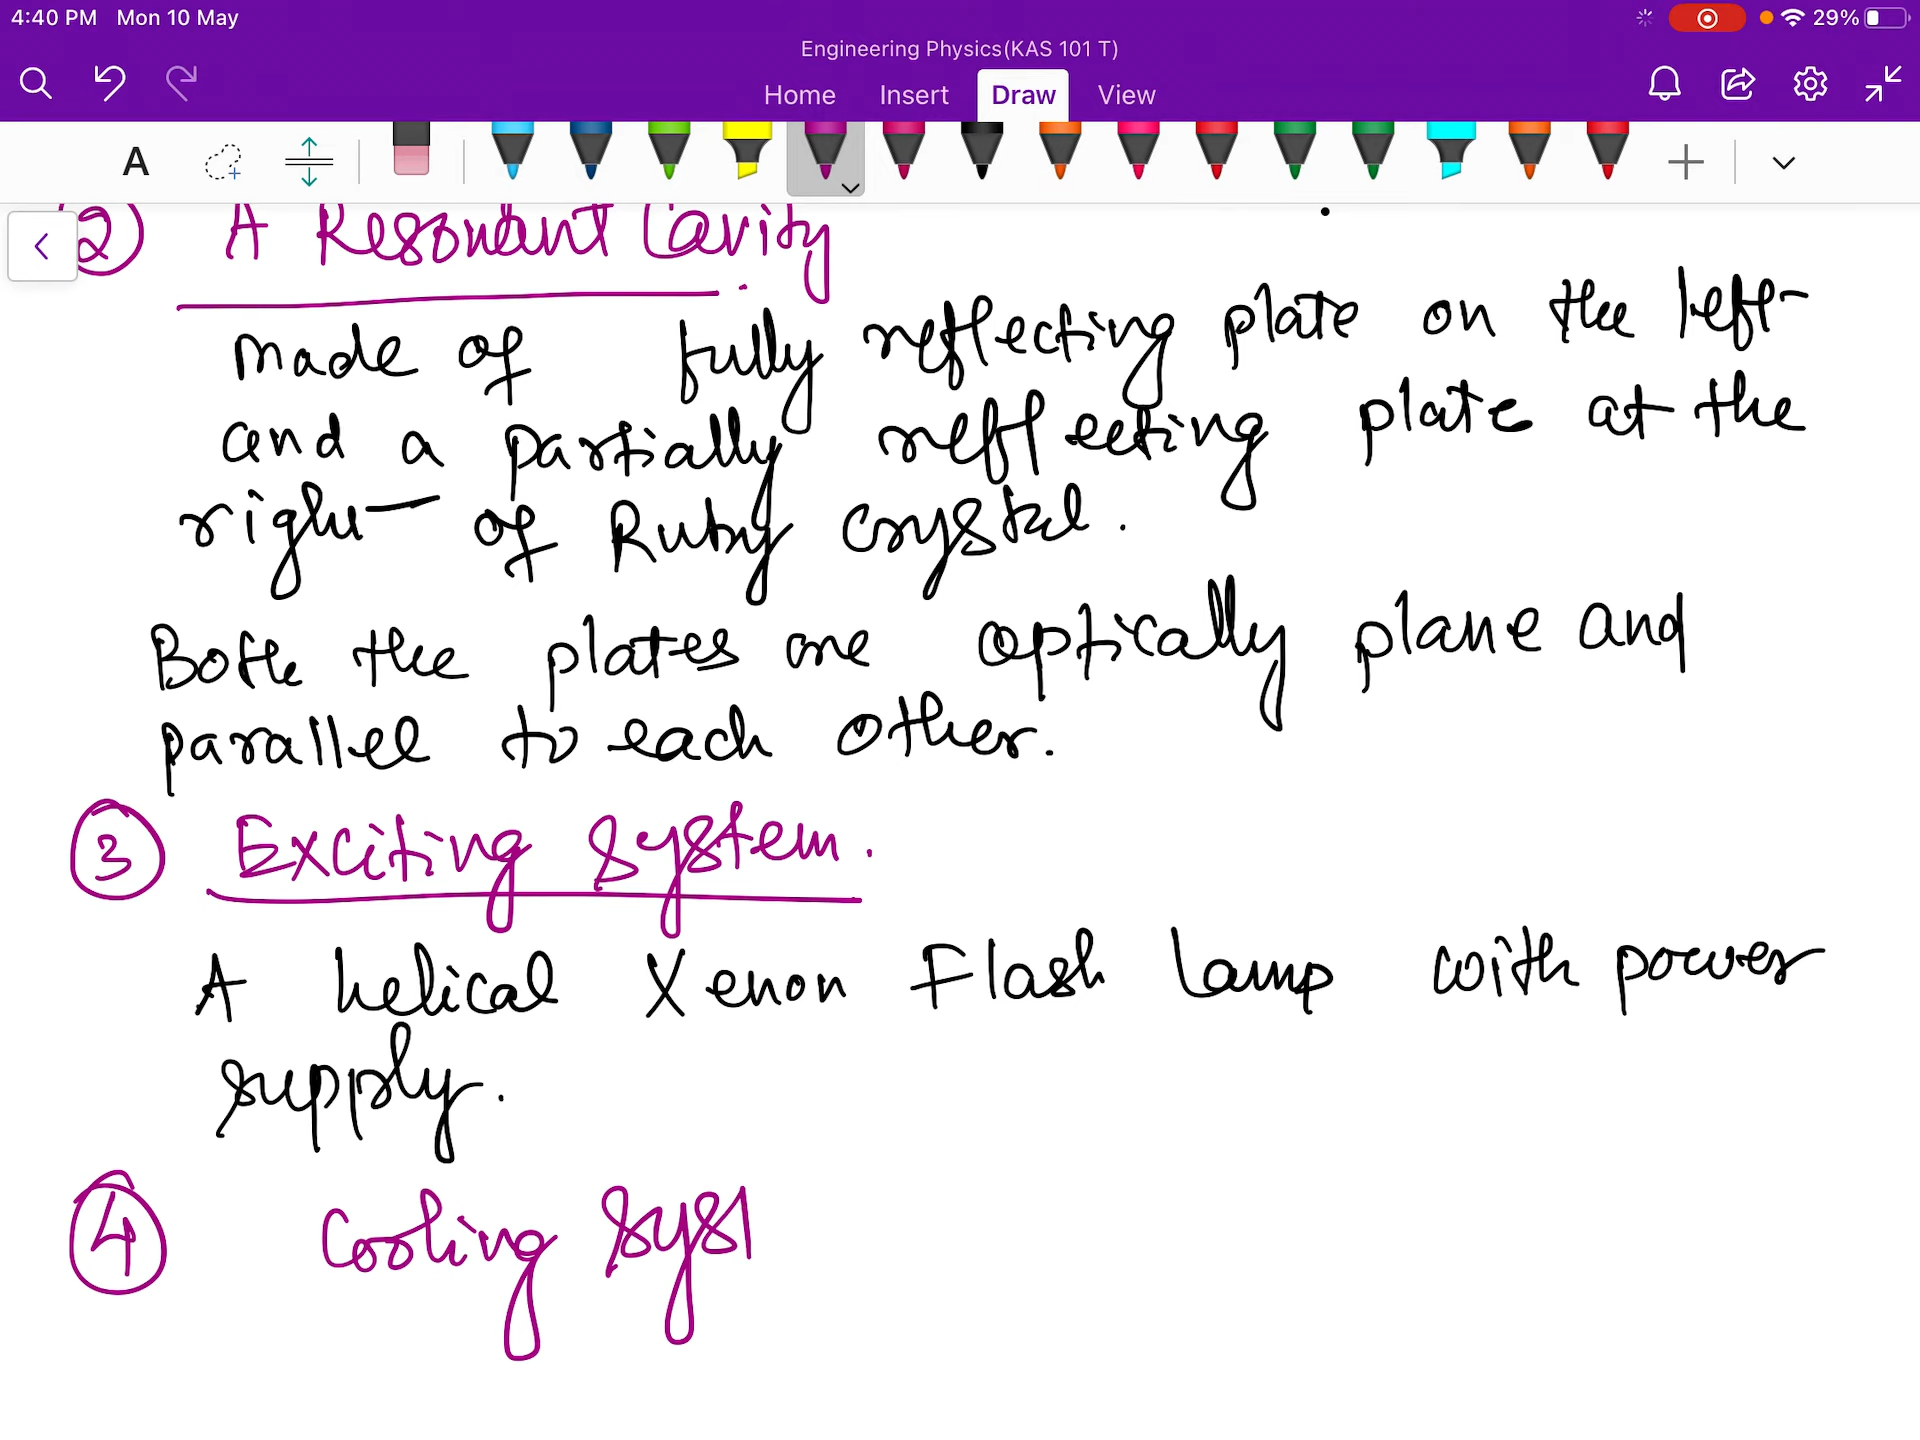 4:40 PM Mon 10 May
29%
Engineering Physics(KAS 101 T)
Home Insert Draw View
A
2 A Resonant Cavity
Made of fully reflecting plate on the left
and a partially reflecting plate at the
right of Ruby crystal.
Both the plates are optically plane and
parallel to each other.
3 Exciting System.
A helical Xenon Flash Lamp with power
supply.
4 Cooling Syst